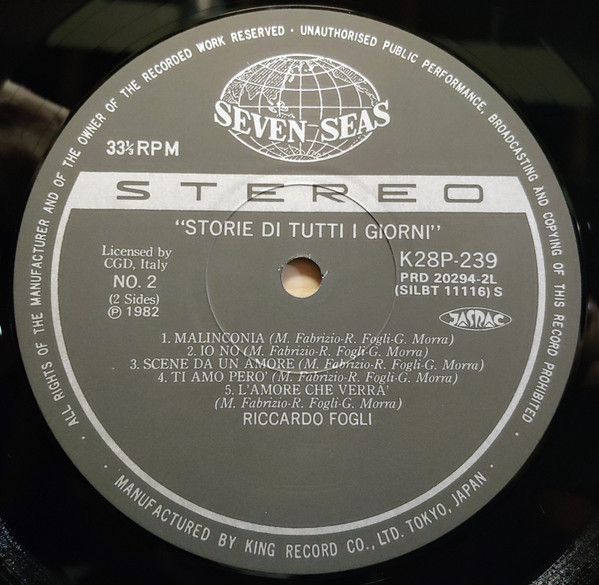 · ALL RIGHTS OF THE MANUFACTURER AND OF THE OWNER OF THE RECORDED WORK RESERVED · UNAUTHORISED PUBLIC PERFORMANCE, BROADCASTING AND COPYING OF THIS RECORD PROHIBITED ·
SEVEN SEAS
33⅓ RPM
STEREO
"STORIE DI TUTTI I GIORNI"
Licensed by
CGD, Italy
NO. 2
(2 Sides)
Ⓟ 1982
K28P-239
PRD 20294-2L
(SILBT 11116) S
JASRAC
1. MALINCONIA (M. Fabrizio-R. Fogli-G. Morra)
2. IO NO (M. Fabrizio-R. Fogli-G. Morra)
3. SCENE DA UN AMORE (M. Fabrizio-R. Fogli-G. Morra)
4. TI AMO PERO' (M. Fabrizio-R. Fogli-G. Morra)
5. L'AMORE CHE VERRA'
(M. Fabrizio-R. Fogli-G. Morra)
RICCARDO FOGLI
· MANUFACTURED BY KING RECORD CO., LTD. TOKYO, JAPAN ·